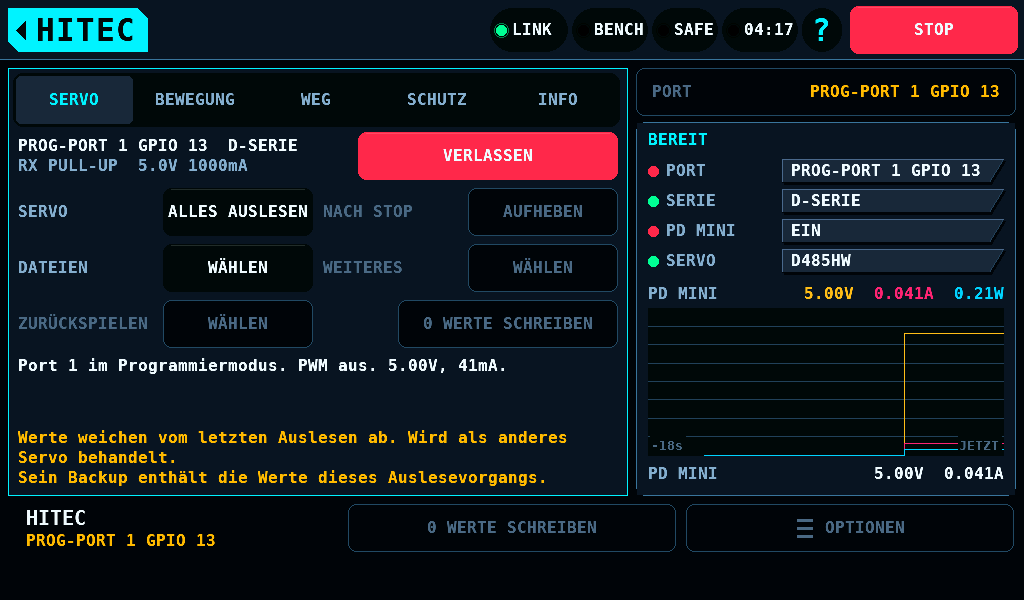 HITEC
LINK
BENCH
SAFE
04:17
?
STOP
SERVO
BEWEGUNG
WEG
SCHUTZ
INFO
PROG-PORT 1 GPIO 13  D-SERIE
RX PULL-UP  5.0V 1000mA
VERLASSEN
SERVO
ALLES AUSLESEN
NACH STOP
AUFHEBEN
DATEIEN
WÄHLEN
WEITERES
WÄHLEN
ZURÜCKSPIELEN
WÄHLEN
0 WERTE SCHREIBEN
Port 1 im Programmiermodus. PWM aus. 5.00V, 41mA.
Werte weichen vom letzten Auslesen ab. Wird als anderes
Servo behandelt.
Sein Backup enthält die Werte dieses Auslesevorgangs.
PORT
PROG-PORT 1 GPIO 13
BEREIT
PORT
PROG-PORT 1 GPIO 13
SERIE
D-SERIE
PD MINI
EIN
SERVO
D485HW
PD MINI
5.00V
0.041A
0.21W
-18s
JETZT
PD MINI
5.00V
0.041A
HITEC
PROG-PORT 1 GPIO 13
0 WERTE SCHREIBEN
OPTIONEN